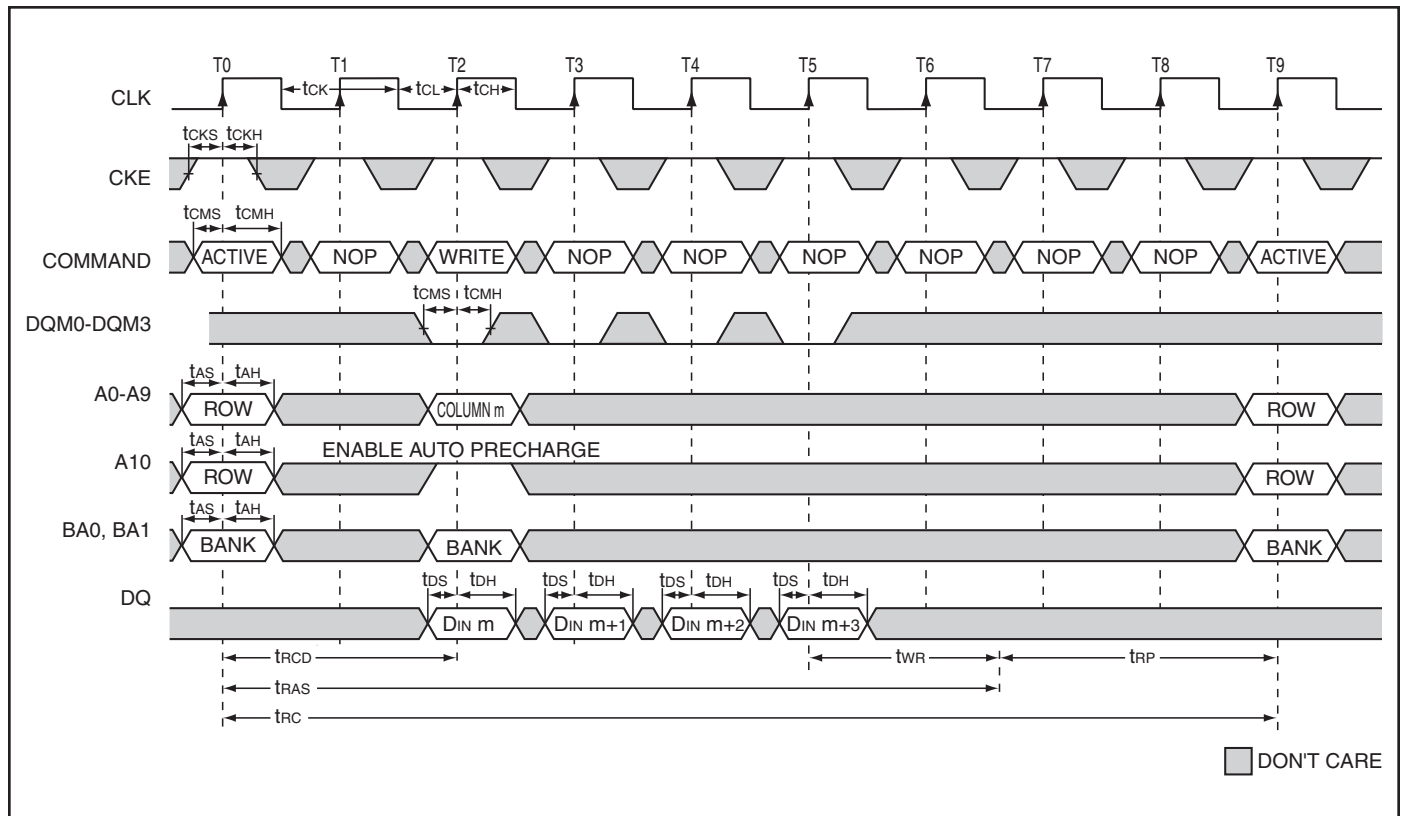 T0 T1 T2 T3 T4 T5 T6 T7 T8 T9
CLK tCK tCL tCH
tCKS tCKH
CKE
tCMS tCMH
COMMAND ACTIVE NOP WRITE NOP NOP NOP NOP NOP NOP ACTIVE
tCMS tCMH
DQM0-DQM3
tAS tAH
A0-A9 ROW COLUMN m ROW
tAS tAH ENABLE AUTO PRECHARGE
A10 ROW ROW
tAS tAH
BA0, BA1 BANK BANK BANK
tDS tDH tDS tDH tDS tDH tDS tDH
DQ DIN m DIN m+1 DIN m+2 DIN m+3
tRCD tWR tRP
tRAS
tRC
DON'T CARE